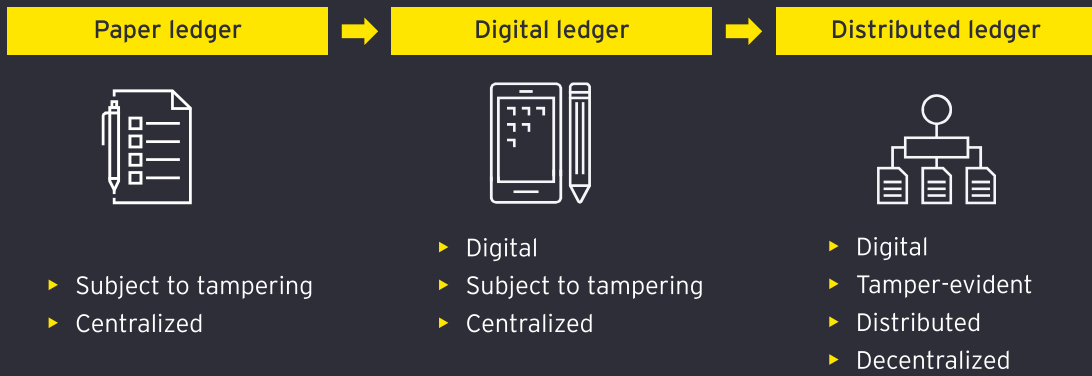 Paper ledger
Digital ledger
Distributed ledger
Subject to tampering
Centralized
Digital
Subject to tampering
Centralized
Digital
Tamper-evident
Distributed
Decentralized